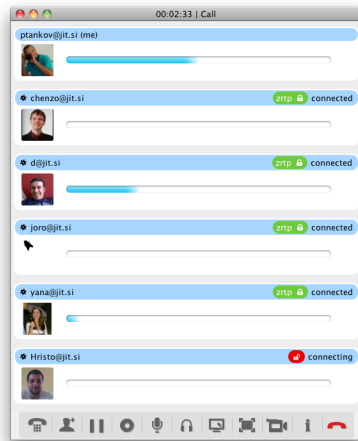 00:02:33 | Call
ptankov@jit.si (me)
chenzo@jit.si zrtp connected
d@jit.si zrtp connected
joro@jit.si zrtp connected
yana@jit.si zrtp connected
Hristo@jit.si connecting